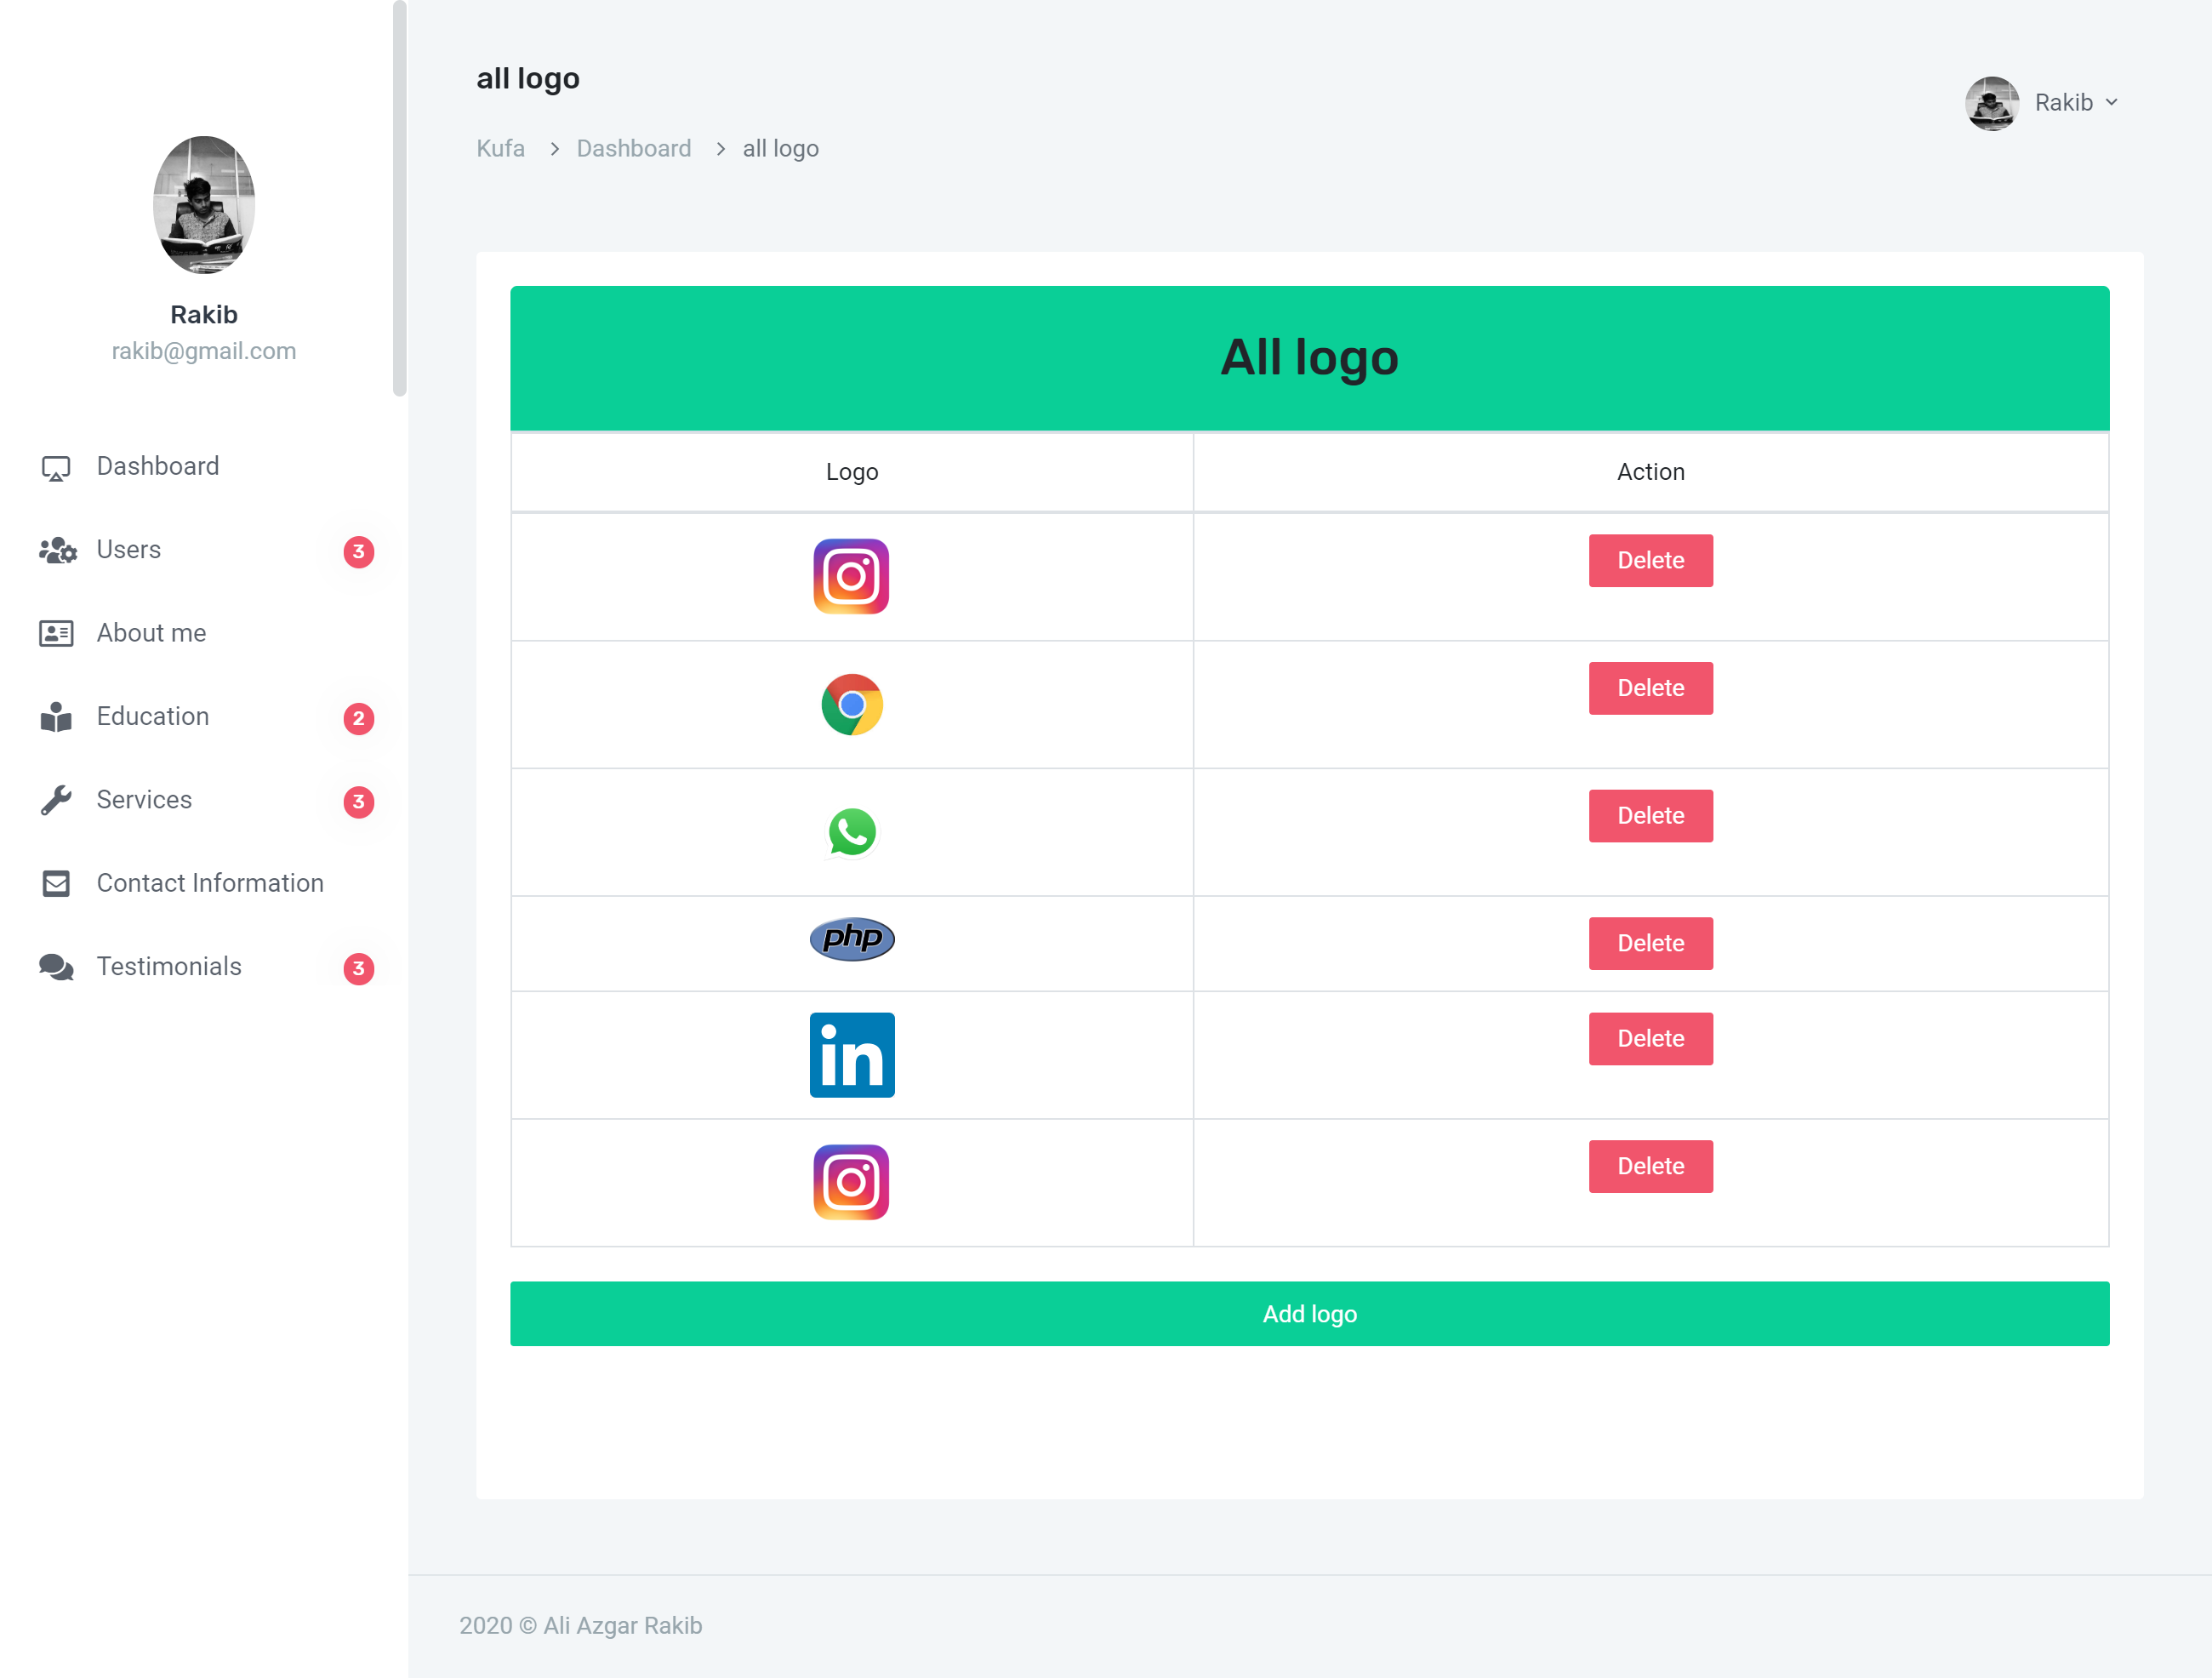 all logo
Rakib
Kufa > Dashboard > all logo
Rakib
rakib@gmail.com
Dashboard
Users 3
About me
Education 2
Services 3
Contact Information
Testimonials 3
All logo
Logo Action
Delete
Delete
Delete
php Delete
in Delete
Delete
Add logo
2020 © Ali Azgar Rakib